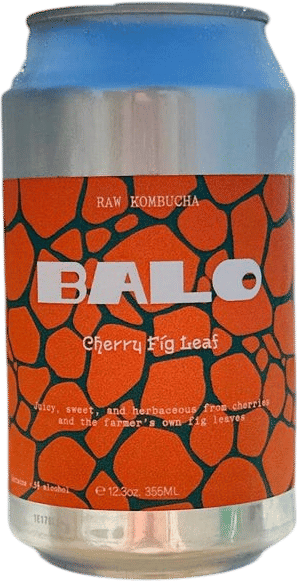 RAW KOMBUCHA
BALO
Cherry Fig Leaf
Juicy, sweet, and herbaceous from cherries
and the farmer's own fig leaves
alcohol
℮ 12.3oz. 355ML